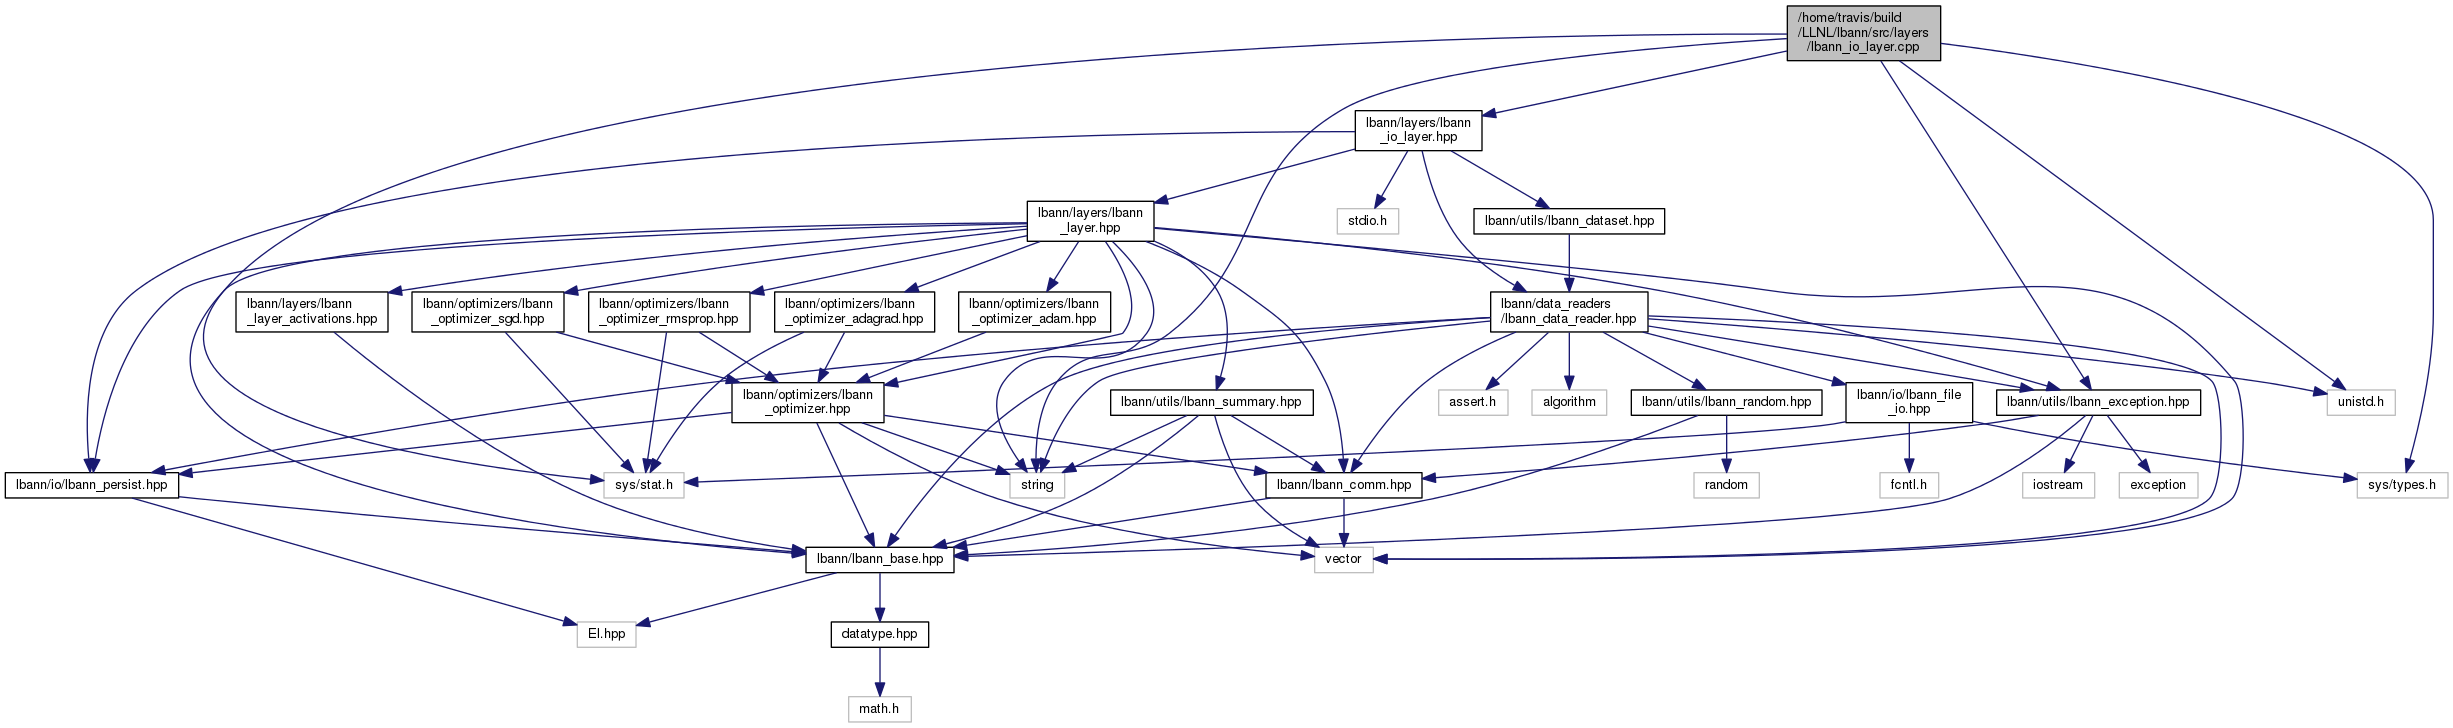 /home/travis/build
/LLNL/lbann/src/layers
/lbann_io_layer.cpp
lbann/layers/lbann
_io_layer.hpp
lbann/layers/lbann
_layer.hpp
stdio.h
lbann/utils/lbann_dataset.hpp
lbann/layers/lbann
_layer_activations.hpp
lbann/optimizers/lbann
_optimizer_sgd.hpp
lbann/optimizers/lbann
_optimizer_rmsprop.hpp
lbann/optimizers/lbann
_optimizer_adagrad.hpp
lbann/optimizers/lbann
_optimizer_adam.hpp
lbann/data_readers
/lbann_data_reader.hpp
lbann/optimizers/lbann
_optimizer.hpp
lbann/utils/lbann_summary.hpp
assert.h
algorithm
lbann/utils/lbann_random.hpp
lbann/io/lbann_file
_io.hpp
lbann/utils/lbann_exception.hpp
unistd.h
lbann/io/lbann_persist.hpp
sys/stat.h
string
lbann/lbann_comm.hpp
random
fcntl.h
iostream
exception
sys/types.h
lbann/lbann_base.hpp
vector
El.hpp
datatype.hpp
math.h